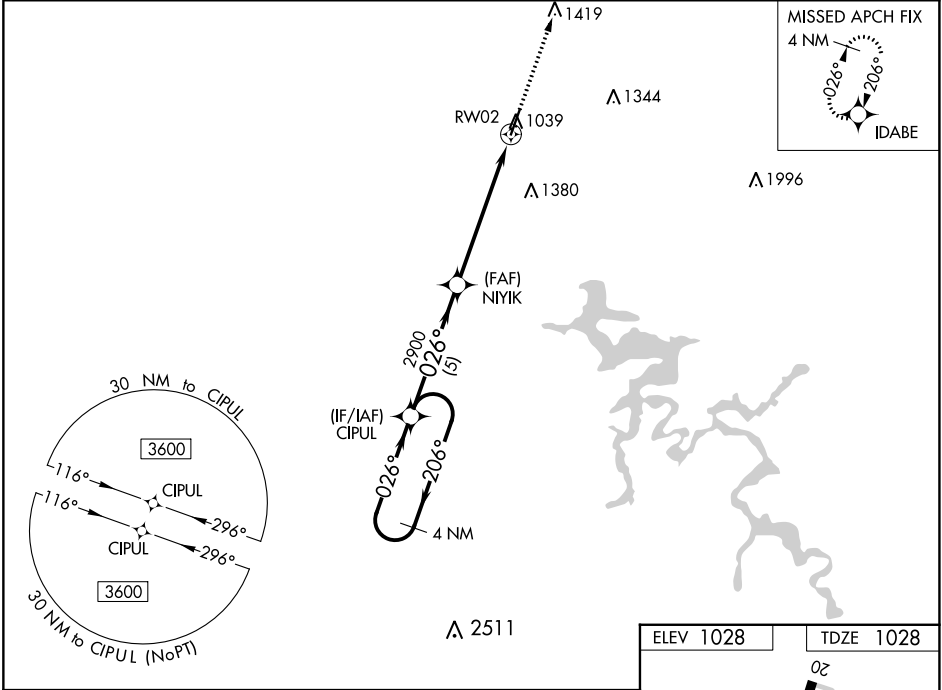 1419
MISSED APCH FIX
4 NM
026°
206°
IDABE
1344
RW02
1039
1380
1996
(FAF)
NIYIK
2900
026°
(5)
(IF/IAF)
CIPUL
026°
206°
4 NM
30 NM to CIPUL
3600
116°
CIPUL
296°
116°
CIPUL
296°
3600
30 NM to CIPUL (NoPT)
2511
ELEV 1028
TDZE 1028
20